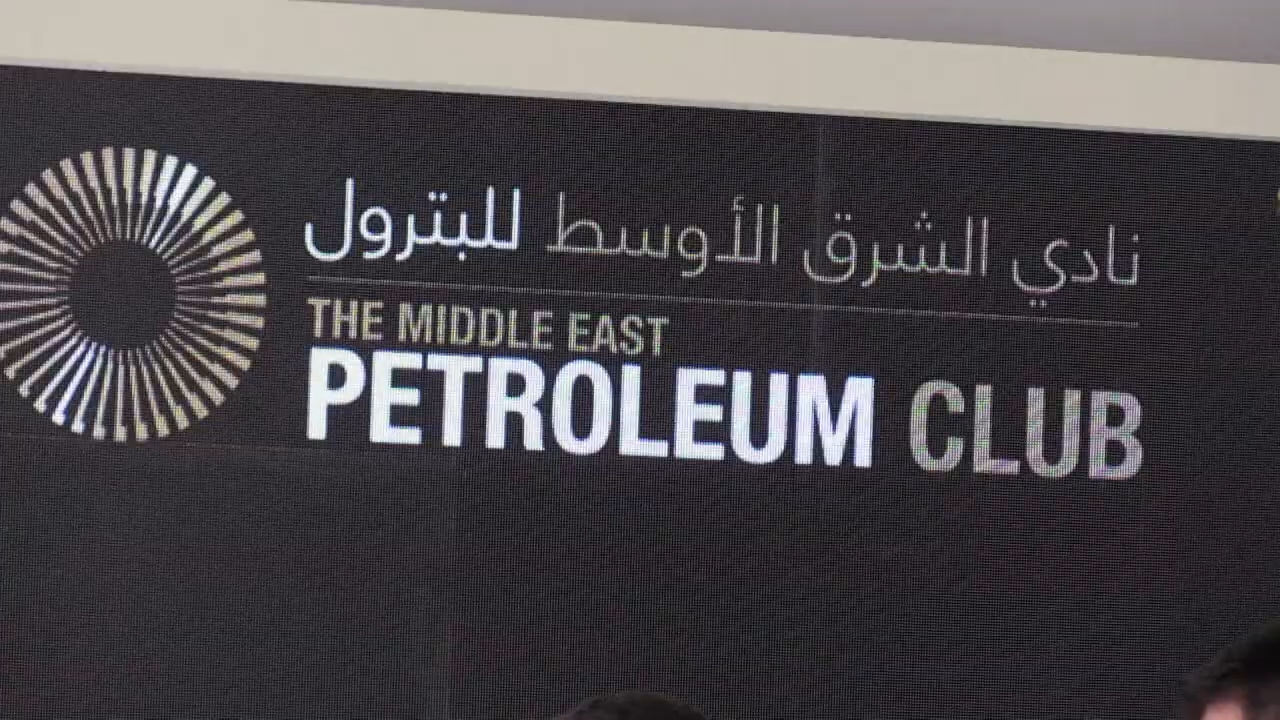 نادي الشرق الأوسط للبترول
THE MIDDLE EAST
PETROLEUM CLUB